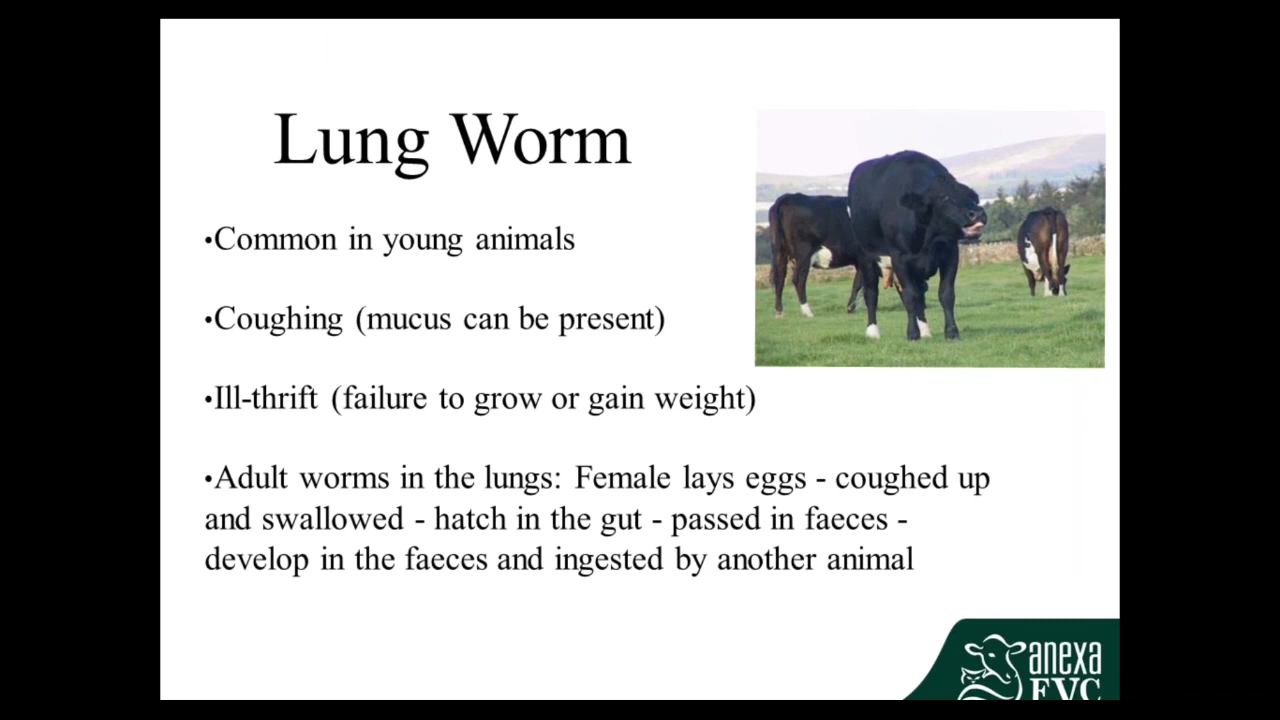 Lung Worm
•Common in young animals
•Coughing (mucus can be present)
•Ill-thrift (failure to grow or gain weight)
•Adult worms in the lungs: Female lays eggs - coughed up
and swallowed - hatch in the gut - passed in faeces -
develop in the faeces and ingested by another animal
anexa
FVC